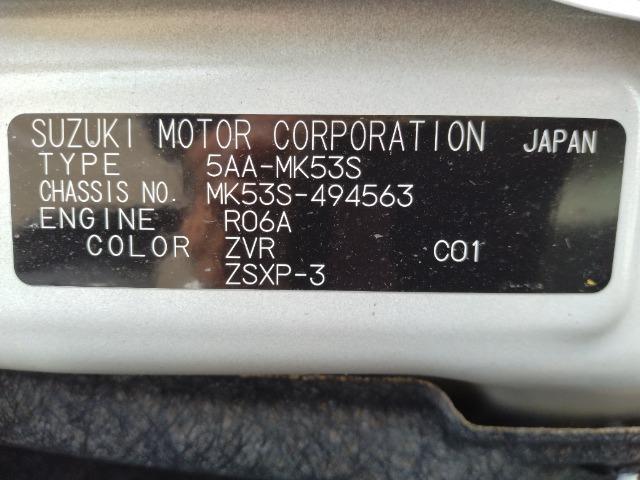 SUZUKI MOTOR CORPORATION JAPAN
TYPE 5AA-MK53S
CHASSIS NO. MK53S-494563
ENGINE R06A
COLOR ZVR C01
ZSXP-3